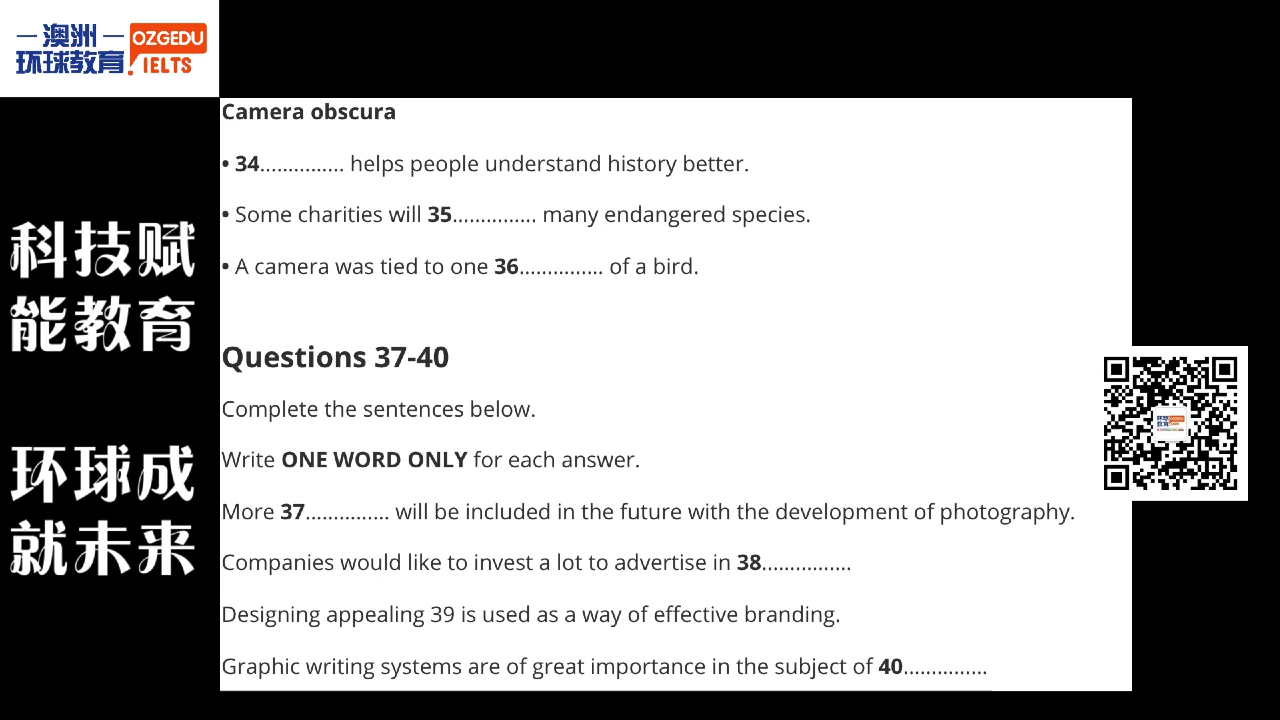 一澳洲一 OZGEDU
环球教育! IELTS
科技赋
能教育
环球成
就未来
Camera obscura
• 34............... helps people understand history better.
• Some charities will 35............... many endangered species.
• A camera was tied to one 36............... of a bird.
Questions 37-40
Complete the sentences below.
Write ONE WORD ONLY for each answer.
More 37............... will be included in the future with the development of photography.
Companies would like to invest a lot to advertise in 38................
Designing appealing 39 is used as a way of effective branding.
Graphic writing systems are of great importance in the subject of 40...............